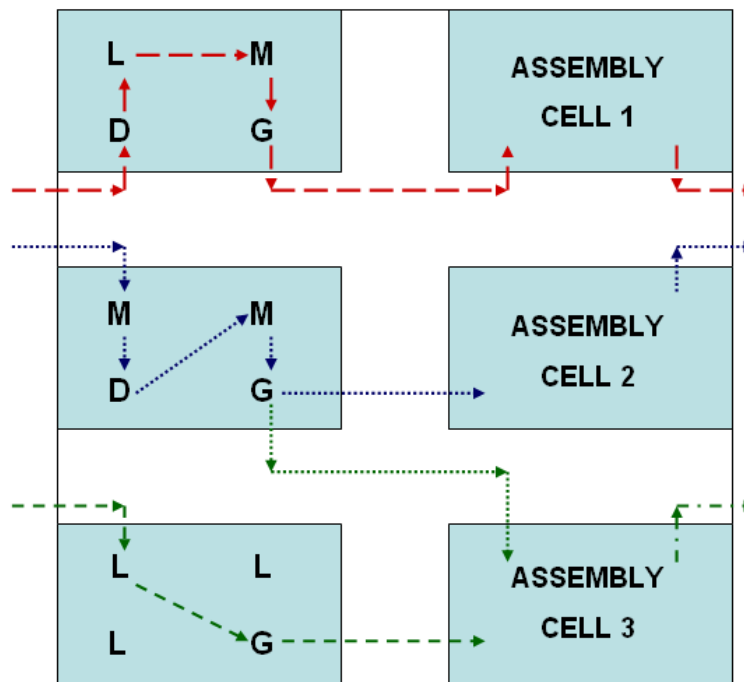 L M
D G
ASSEMBLY
CELL 1
M M
D G
ASSEMBLY
CELL 2
L L
L G
ASSEMBLY
CELL 3